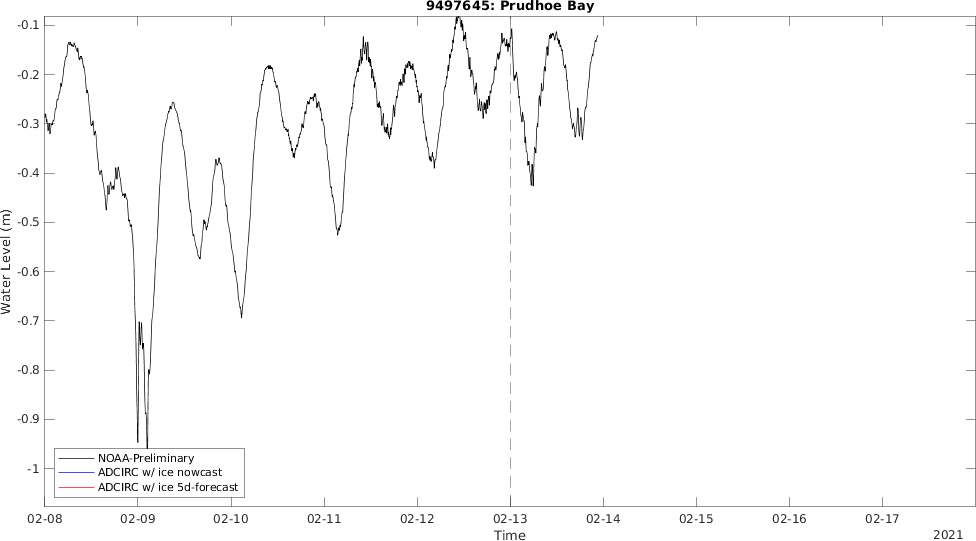 9497645: Prudhoe Bay
-0.1
-0.2
-0.3
-0.4
-0.5
-0.6
-0.7
-0.8
-0.9
-1
Water Level (m)
NOAA-Preliminary
ADCIRC w/ ice nowcast
ADCIRC w/ ice 5d-forecast
02-08 02-09 02-10 02-11 02-12 02-13 02-14 02-15 02-16 02-17
Time
2021